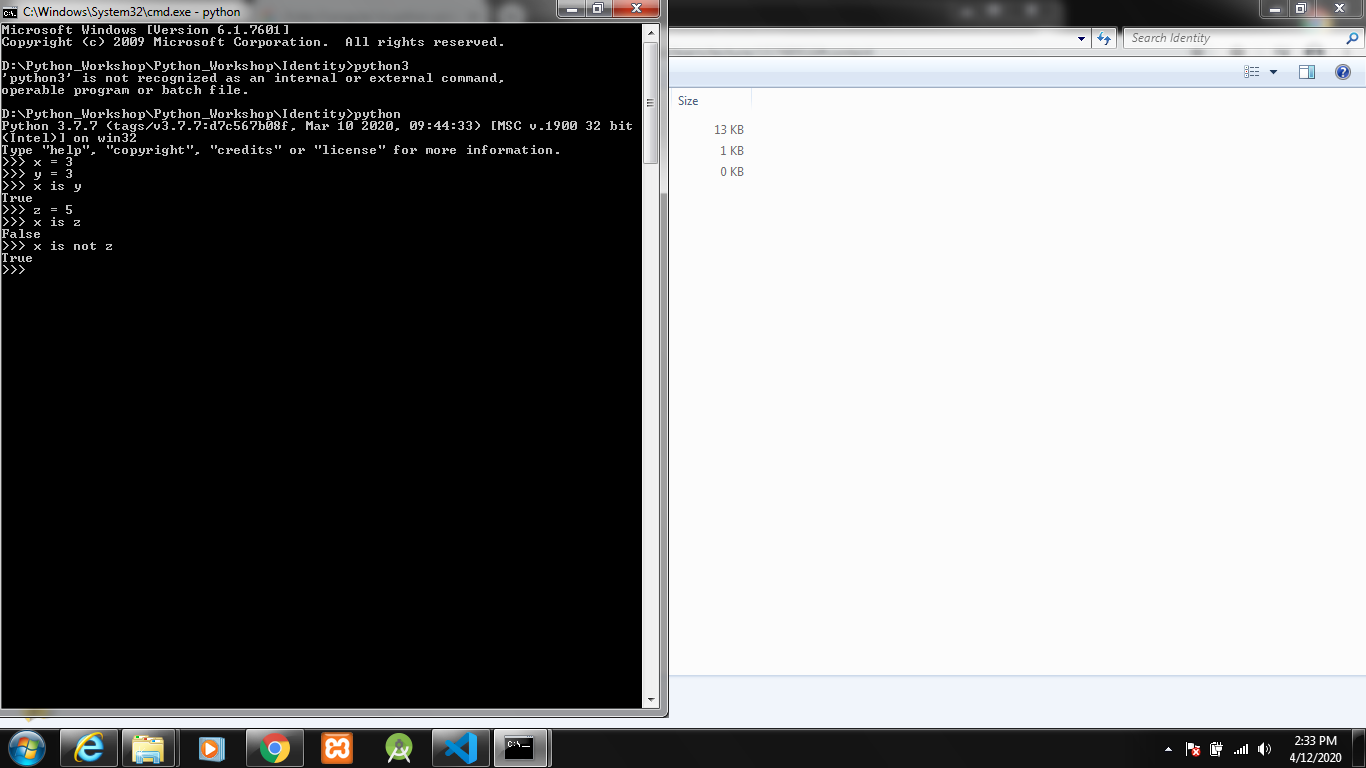 C:\Windows\System32\cmd.exe - python
Microsoft Windows [Version 6.1.7601]
Copyright (c) 2009 Microsoft Corporation.  All rights reserved.
D:\Python_Workshop\Python_Workshop\Identity>python3
'python3' is not recognized as an internal or external command,
operable program or batch file.
D:\Python_Workshop\Python_Workshop\Identity>python
Python 3.7.7 (tags/v3.7.7:d7c567b08f, Mar 10 2020, 09:44:33) [MSC v.1900 32 bit
(Intel)] on win32
Type "help", "copyright", "credits" or "license" for more information.
>>> x = 3
>>> y = 3
>>> x is y
True
>>> z = 5
>>> x is z
False
>>> x is not z
True
>>>
Search Identity
Size
13 KB
1 KB
0 KB
2:33 PM
4/12/2020